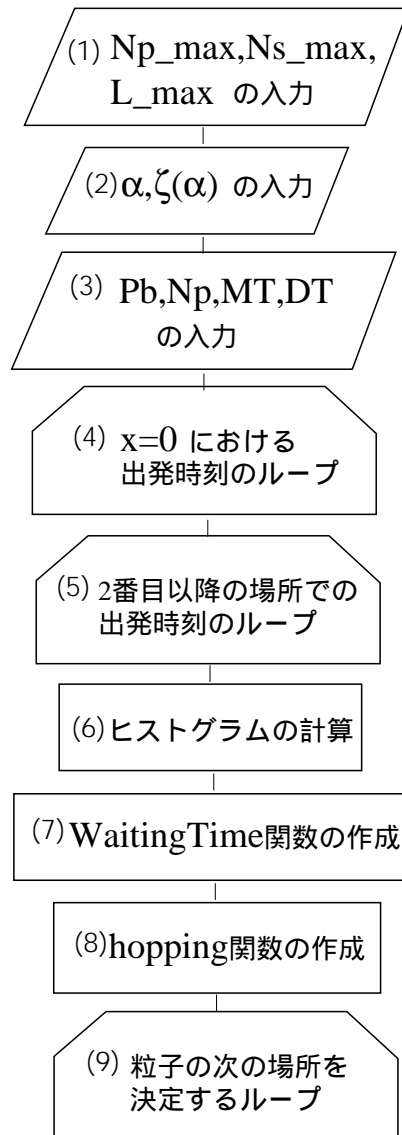 (1) Np_max,Ns_max,
L_max の入力
(2)α,ζ(α) の入力
(3) Pb,Np,MT,DT
の入力
(4) x=0 における
出発時刻のループ
(5) 2番目以降の場所での
出発時刻のループ
(6)ヒストグラムの計算
(7)WaitingTime関数の作成
(8)hopping関数の作成
(9) 粒子の次の場所を
決定するループ